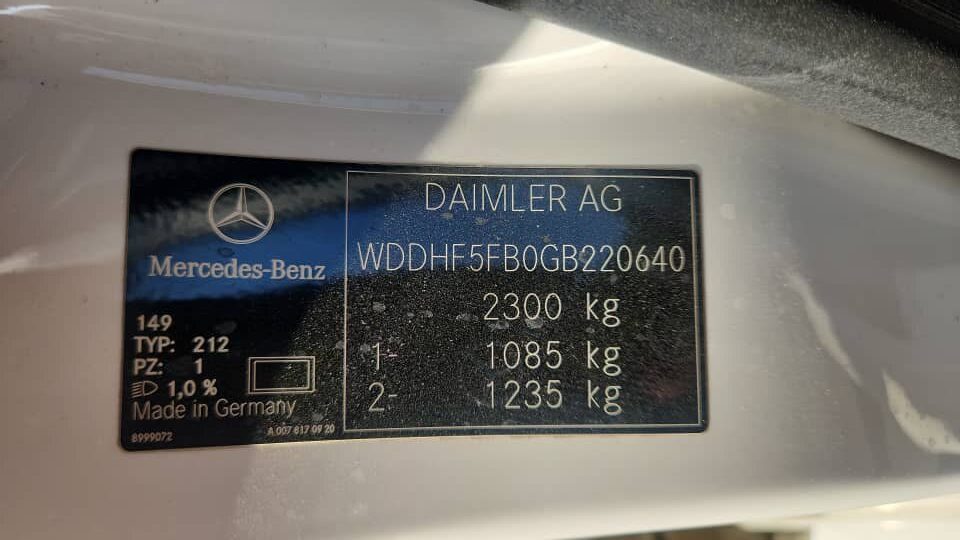 Mercedes-Benz
149
TYP: 212
PZ: 1
1,0 %
Made in Germany
8999072
A 007 817 09 20
DAIMLER AG
WDDHF5FB0GB220640
2300 kg
1- 1085 kg
2- 1235 kg